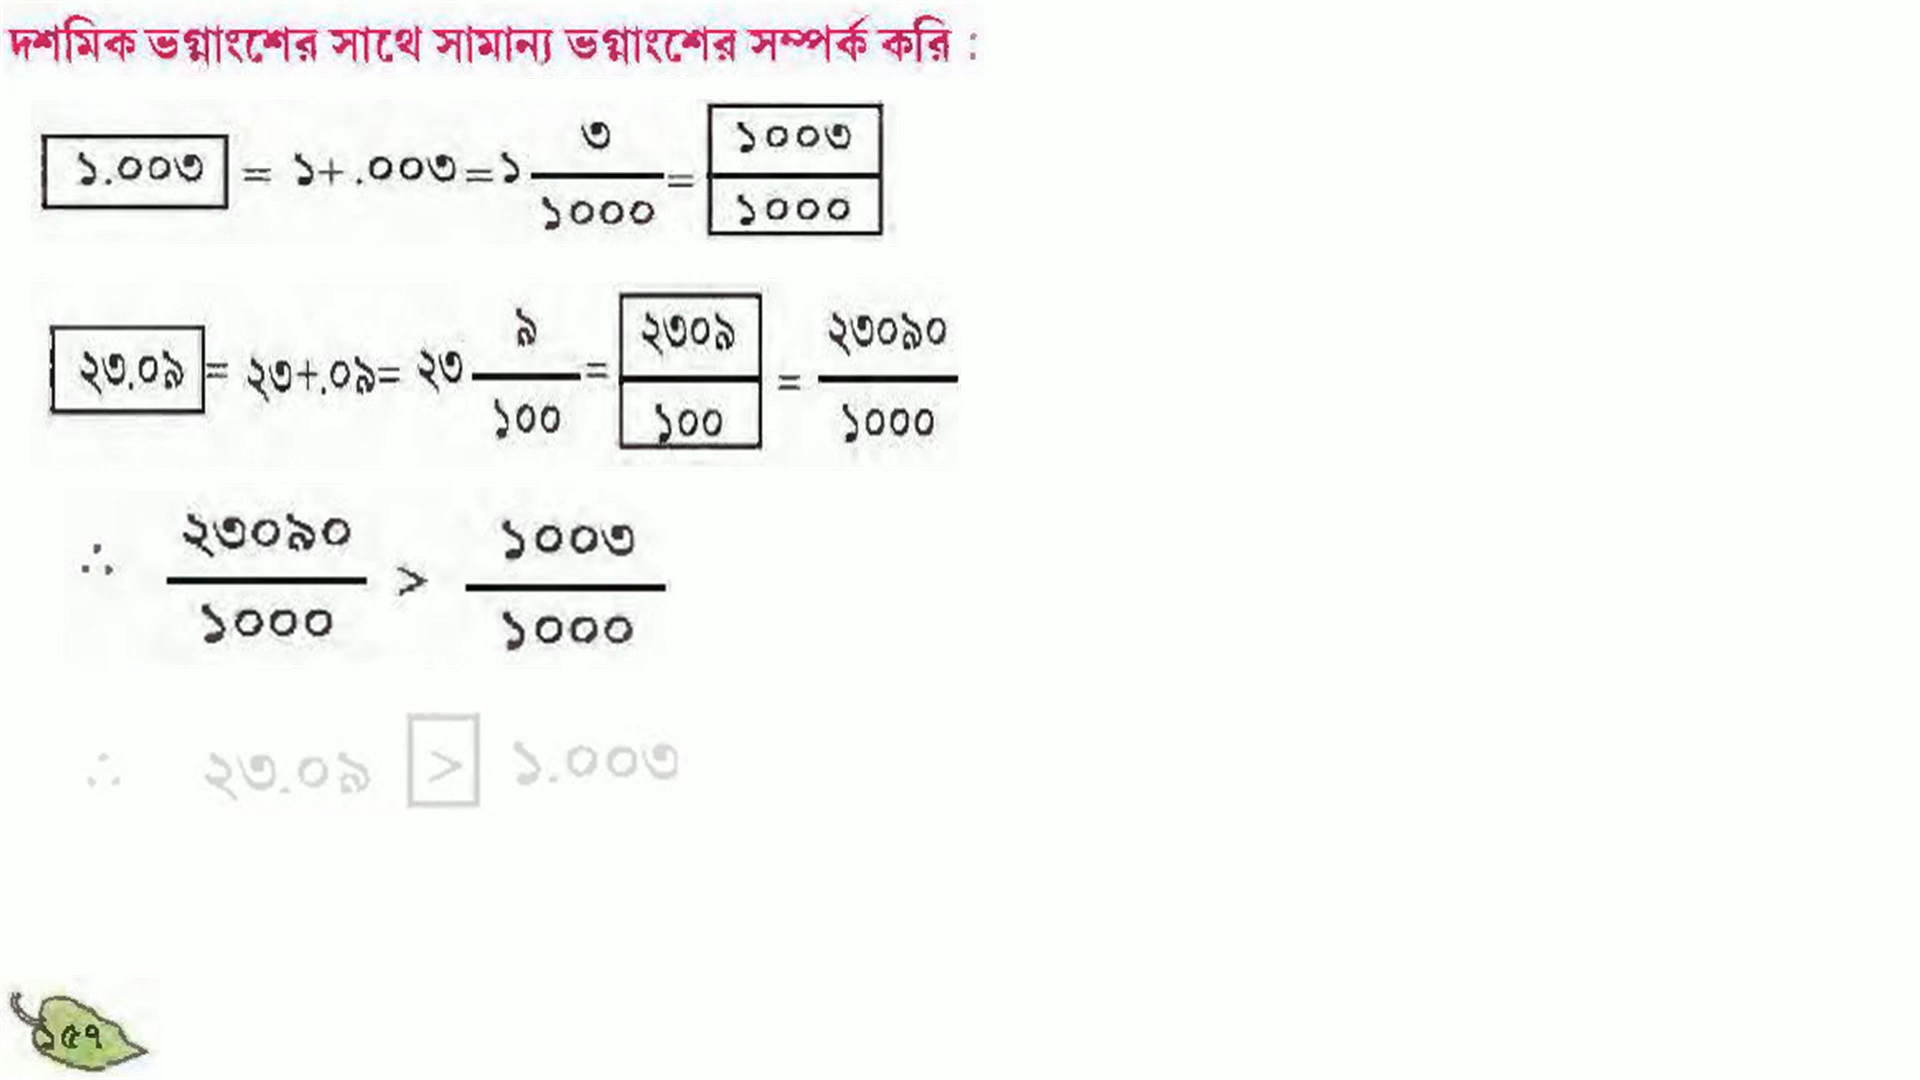 দশমিক ভগ্নাংশের সাথে সামান্য ভগ্নাংশের সম্পর্ক করি :
১.০০৩ = ১+.০০৩=১ ৩/১০০০ = ১০০৩/১০০০
২৩.০৯ = ২৩+.০৯= ২৩ ৯/১০০ = ২৩০৯/১০০ = ২৩০৯০/১০০০
∴ ২৩০৯০/১০০০ > ১০০৩/১০০০
∴ ২৩.০৯ > ১.০০৩
১৫৭